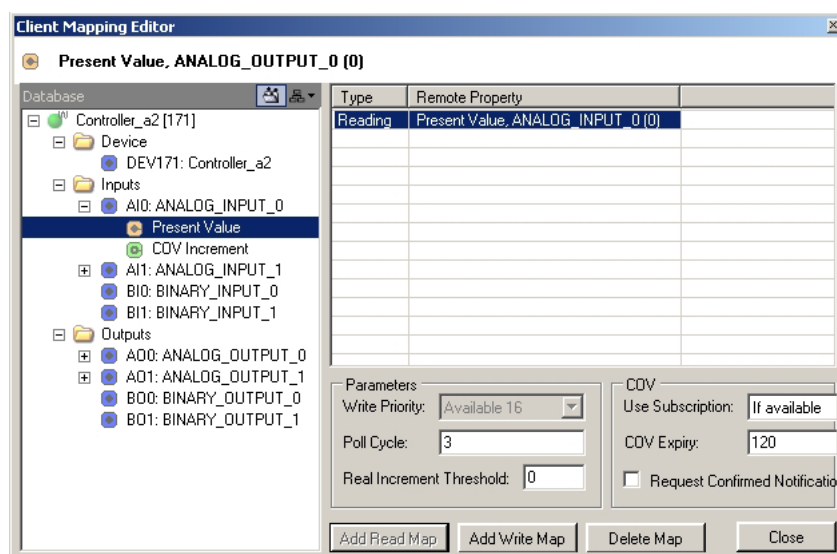 Client Mapping Editor
Present Value, ANALOG_OUTPUT_0 (0)
Database
Controller_a2 [171]
Device
DEV171: Controller_a2
Inputs
AI0: ANALOG_INPUT_0
Present Value
COV Increment
AI1: ANALOG_INPUT_1
BI0: BINARY_INPUT_0
BI1: BINARY_INPUT_1
Outputs
AO0: ANALOG_OUTPUT_0
AO1: ANALOG_OUTPUT_1
BO0: BINARY_OUTPUT_0
BO1: BINARY_OUTPUT_1
Type Remote Property
Reading Present Value, ANALOG_INPUT_0 (0)
Parameters
Write Priority: Available 16
Poll Cycle: 3
Real Increment Threshold: 0
COV
Use Subscription: If available
COV Expiry: 120
Request Confirmed Notificatio
Add Read Map Add Write Map Delete Map Close